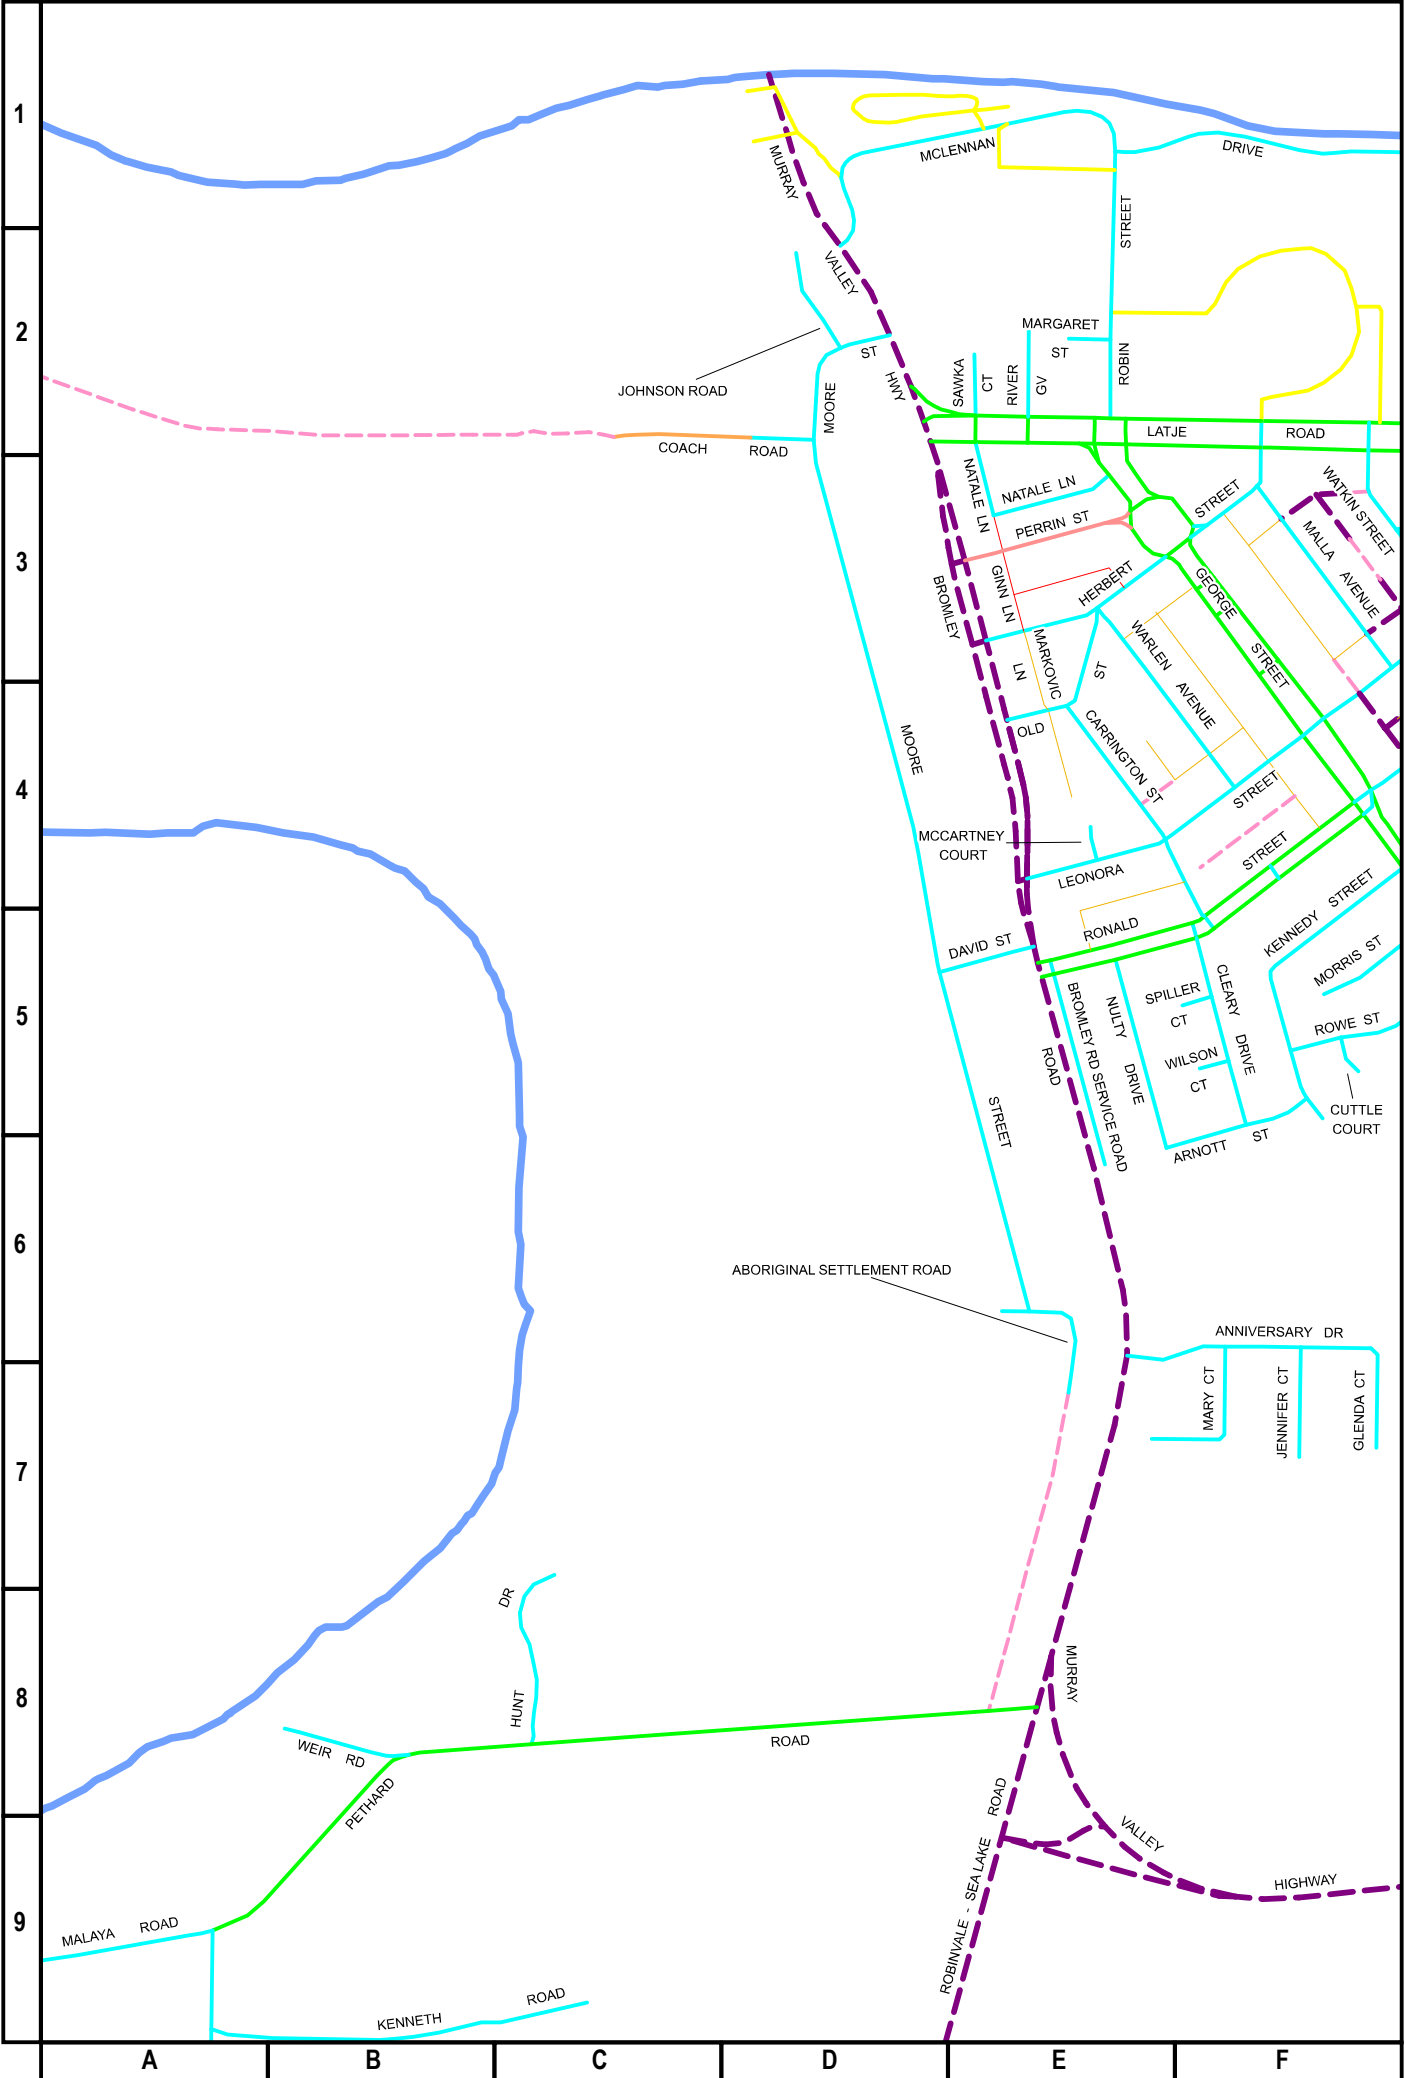 1
MURRAY
MCLENNAN
DRIVE
STREET
VALLEY
2
MARGARET
ST
ST
ROBIN
SAWKA
CT
RIVER
GV
HWY
JOHNSON ROAD
MOORE
LATJE
ROAD
COACH
ROAD
NATALE LN
NATALE LN
PERRIN ST
STREET
WATKIN STREET
MALLA
AVENUE
3
BROMLEY
GINN LN
HERBERT
GEORGE
STREET
MARKOVIC
LN
ST
WARLEN
AVENUE
OLD
CARRINGTON ST
MOORE
4
STREET
MCCARTNEY
COURT
LEONORA
STREET
KENNEDY STREET
RONALD
DAVID ST
MORRIS ST
5
BROMLEY RD SERVICE ROAD
NULTY
DRIVE
SPILLER
CT
CLEARY
DRIVE
ROWE ST
ROAD
WILSON
CT
CUTTLE
COURT
STREET
ARNOTT
ST
6
ABORIGINAL SETTLEMENT ROAD
ANNIVERSARY DR
MARY CT
JENNIFER CT
GLENDA CT
7
DR
HUNT
MURRAY
8
WEIR RD
ROAD
PETHARD
ROAD
VALLEY
HIGHWAY
ROBINVALE - SEA LAKE
9
MALAYA ROAD
KENNETH
ROAD
A B C D E F